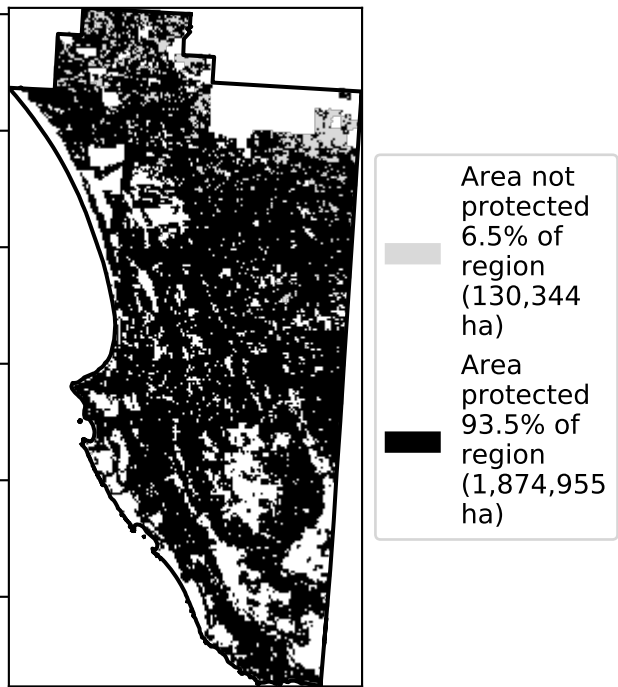 Area not
protected
6.5% of
region
(130,344
ha)
Area
protected
93.5% of
region
(1,874,955
ha)